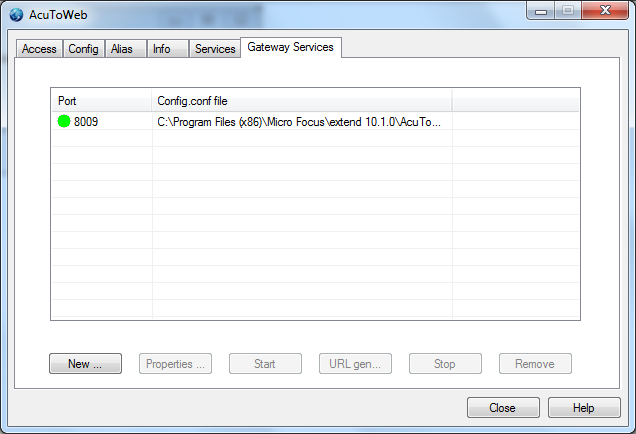 AcuToWeb
Access Config Alias Info Services Gateway Services
Port Config.conf file
8009 C:\Program Files (x86)\Micro Focus\extend 10.1.0\AcuTo...
New ... Properties ... Start URL gen... Stop Remove
Close Help